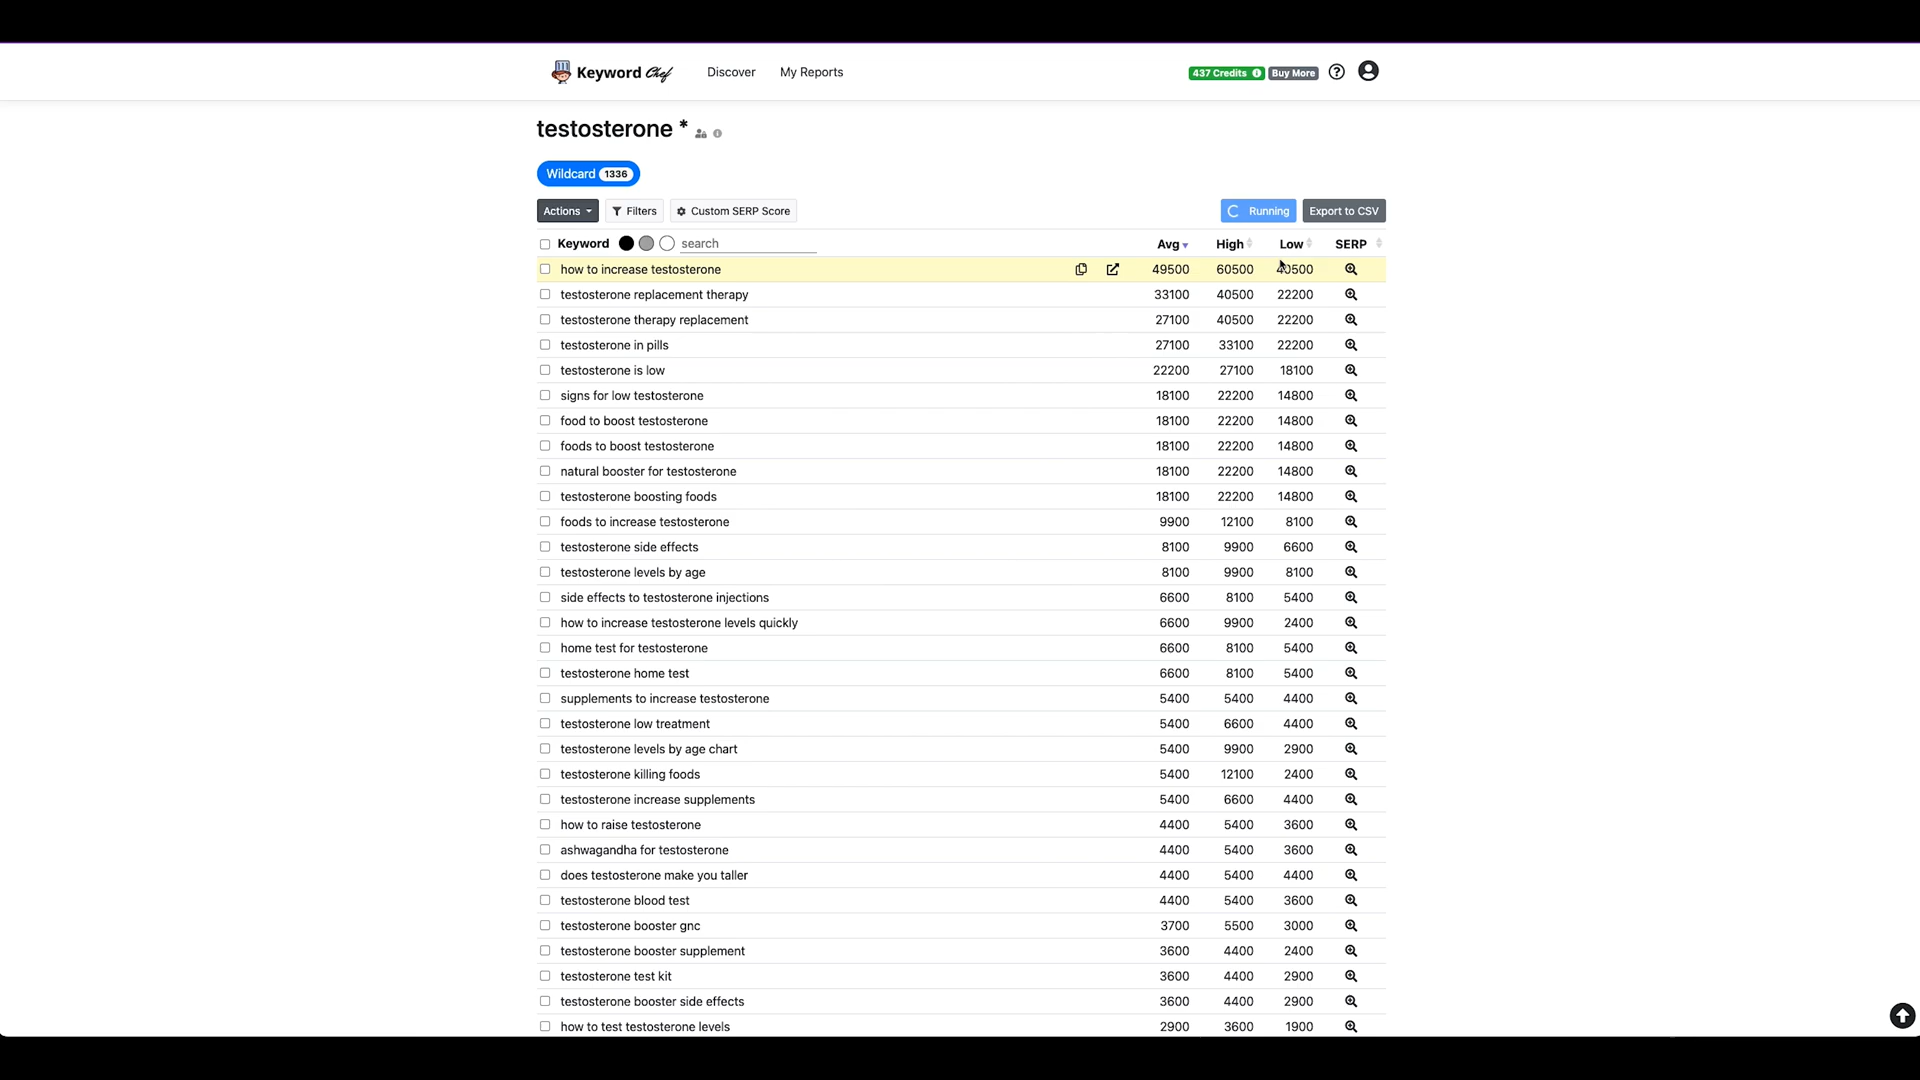 Keyword Chef Discover My Reports 437 Credits Buy More
testosterone *
Wildcard 1336
Actions Filters Custom SERP Score Running Export to CSV
Keyword search Avg High Low SERP
how to increase testosterone 49500 60500 40500
testosterone replacement therapy 33100 40500 22200
testosterone therapy replacement 27100 40500 22200
testosterone in pills 27100 33100 22200
testosterone is low 22200 27100 18100
signs for low testosterone 18100 22200 14800
food to boost testosterone 18100 22200 14800
foods to boost testosterone 18100 22200 14800
natural booster for testosterone 18100 22200 14800
testosterone boosting foods 18100 22200 14800
foods to increase testosterone 9900 12100 8100
testosterone side effects 8100 9900 6600
testosterone levels by age 8100 9900 8100
side effects to testosterone injections 6600 8100 5400
how to increase testosterone levels quickly 6600 9900 2400
home test for testosterone 6600 8100 5400
testosterone home test 6600 8100 5400
supplements to increase testosterone 5400 5400 4400
testosterone low treatment 5400 6600 4400
testosterone levels by age chart 5400 9900 2900
testosterone killing foods 5400 12100 2400
testosterone increase supplements 5400 6600 4400
how to raise testosterone 4400 5400 3600
ashwagandha for testosterone 4400 5400 3600
does testosterone make you taller 4400 5400 4400
testosterone blood test 4400 5400 3600
testosterone booster gnc 3700 5500 3000
testosterone booster supplement 3600 4400 2400
testosterone test kit 3600 4400 2900
testosterone booster side effects 3600 4400 2900
how to test testosterone levels 2900 3600 1900